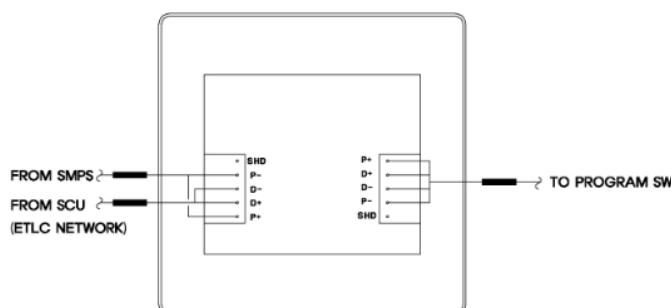 SHD
P-
D-
D+
P+
P+
D+
D-
P-
SHD
FROM SMPS
FROM SCU
(ETLC NETWORK)
TO PROGRAM SW